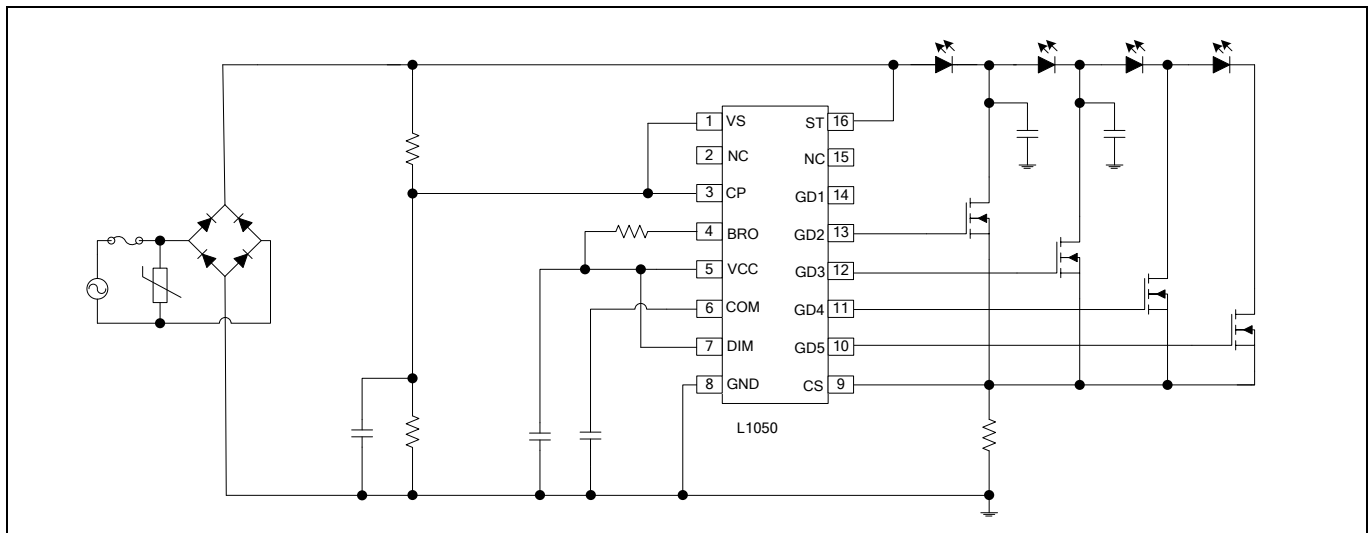 1 VS ST 16
2 NC NC 15
3 CP GD1 14
4 BRO GD2 13
5 VCC GD3 12
6 COM GD4 11
7 DIM GD5 10
8 GND CS 9
L1050